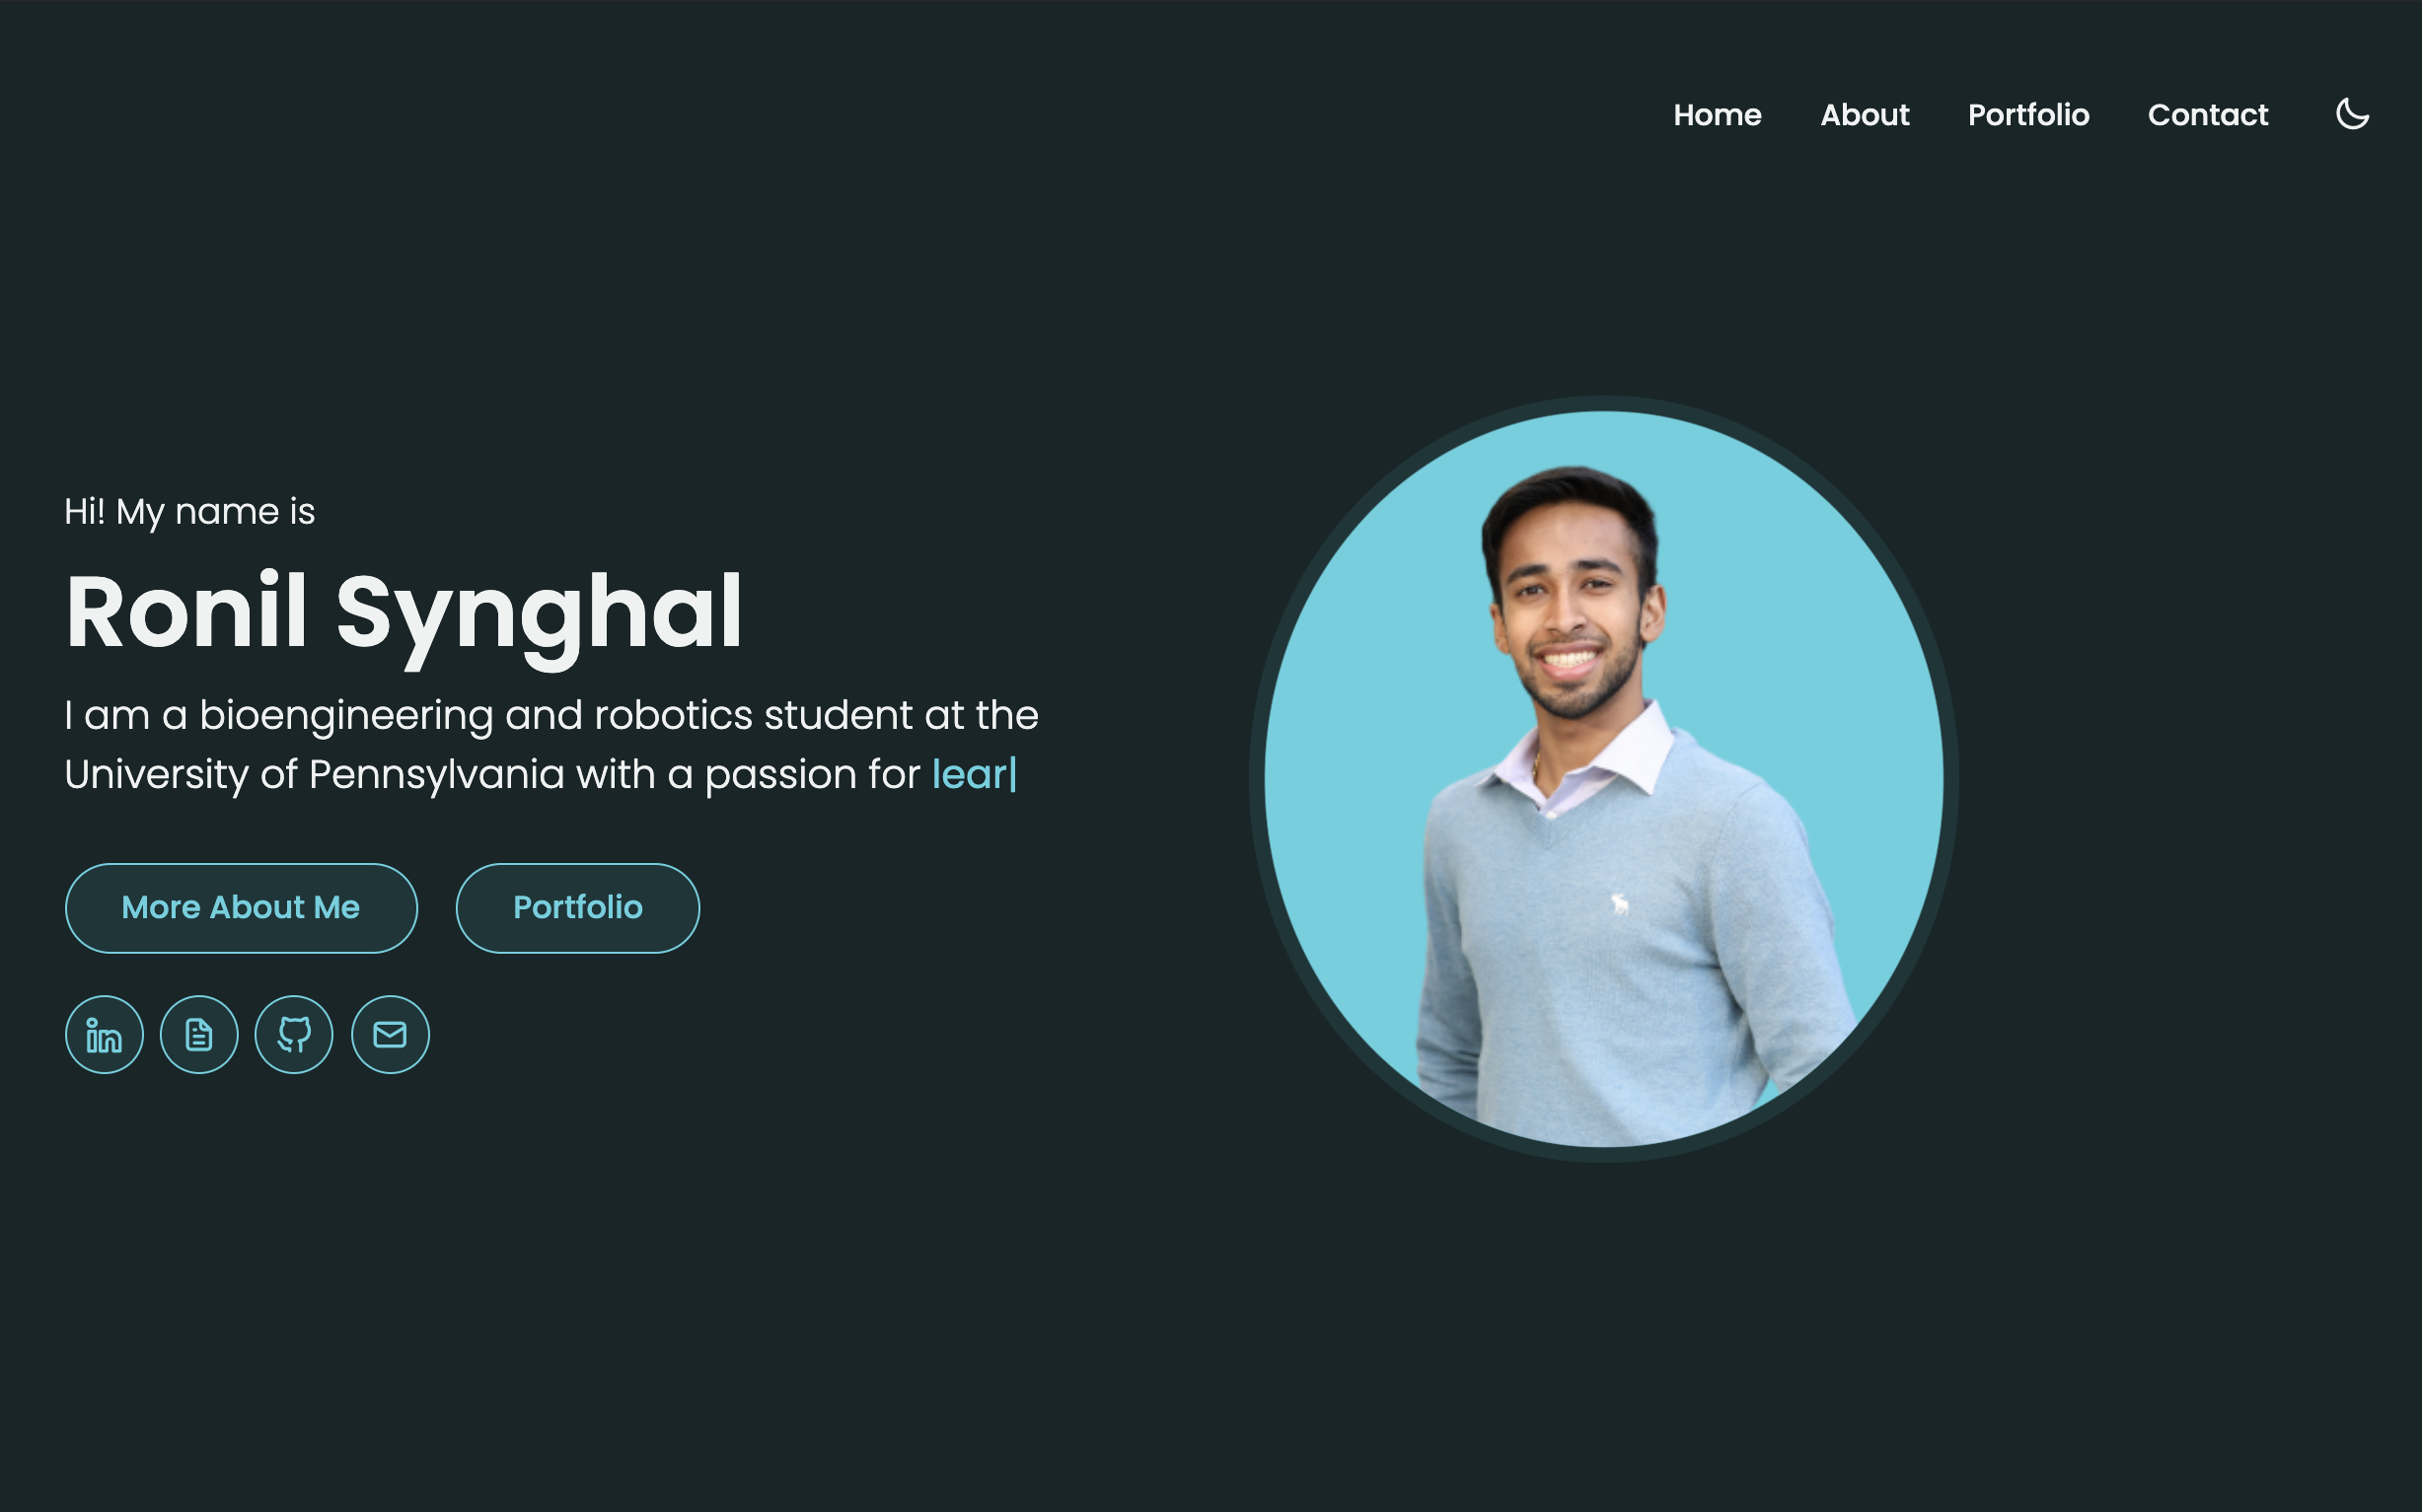 Home About Portfolio Contact
Hi! My name is
Ronil Synghal
I am a bioengineering and robotics student at the
University of Pennsylvania with a passion for lear|
More About Me Portfolio
in